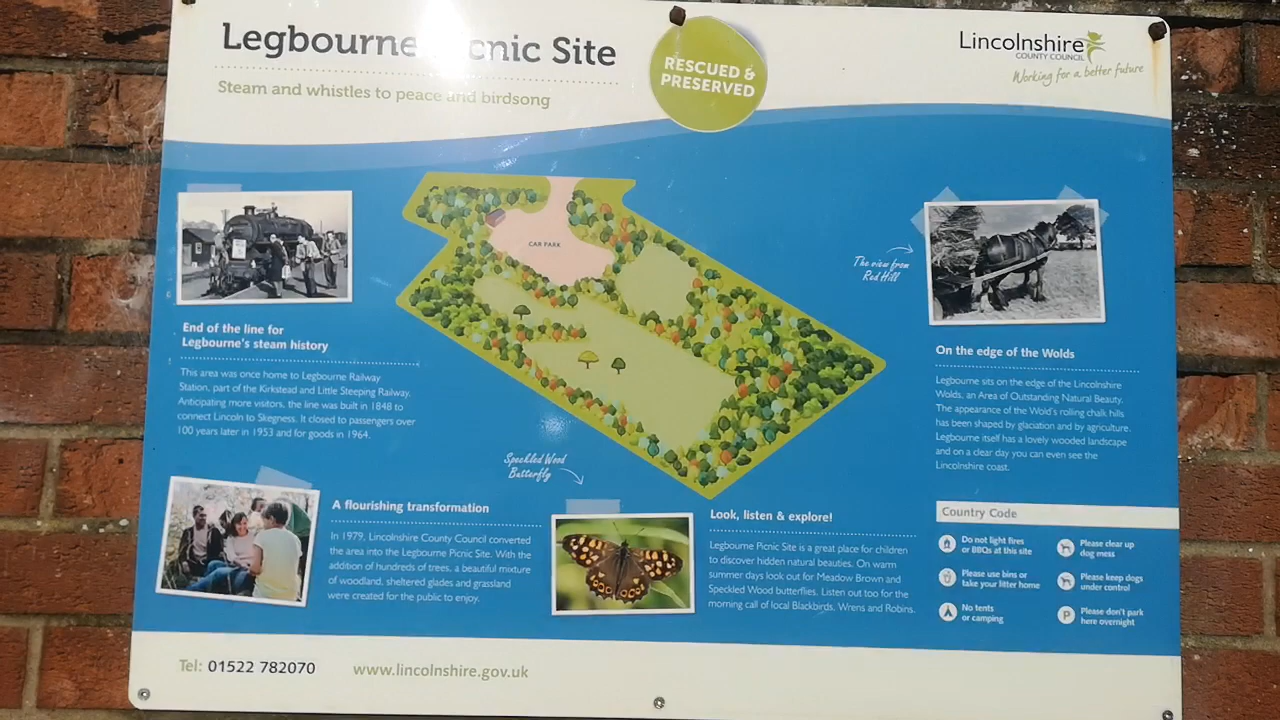 Legbourne Picnic Site
Steam and whistles to peace and birdsong
RESCUED &
PRESERVED
Lincolnshire
COUNTY COUNCIL
Working for a better future
CAR PARK
The view from
Red Hill
End of the line for
Legbourne's steam history
This area was once home to Legbourne Railway
Station, part of the Kirkstead and Little Steeping Railway.
Anticipating more visitors, the line was built in 1848 to
connect Lincoln to Skegness. It closed to passengers over
100 years later in 1953 and for goods in 1964.
On the edge of the Wolds
Legbourne sits on the edge of the Lincolnshire
Wolds, an Area of Outstanding Natural Beauty.
The appearance of the Wold's rolling chalk hills
has been shaped by glaciation and by agriculture.
Legbourne itself has a lovely wooded landscape
and on a clear day you can even see the
Lincolnshire coast.
Speckled Wood
Butterfly
A flourishing transformation
In 1979, Lincolnshire County Council converted
the area into the Legbourne Picnic Site. With the
addition of hundreds of trees, a beautiful mixture
of woodland, sheltered glades and grassland
were created for the public to enjoy.
Look, listen & explore!
Legbourne Picnic Site is a great place for children
to discover hidden natural beauties. On warm
summer days look out for Meadow Brown and
Speckled Wood butterflies. Listen out too for the
morning call of local Blackbirds, Wrens and Robins.
Country Code
Do not light fires
or BBQs at this site
Please clear up
dog mess
Please use bins or
take your litter home
Please keep dogs
under control
No tents
or camping
P
Please don't park
here overnight
Tel: 01522 782070
www.lincolnshire.gov.uk